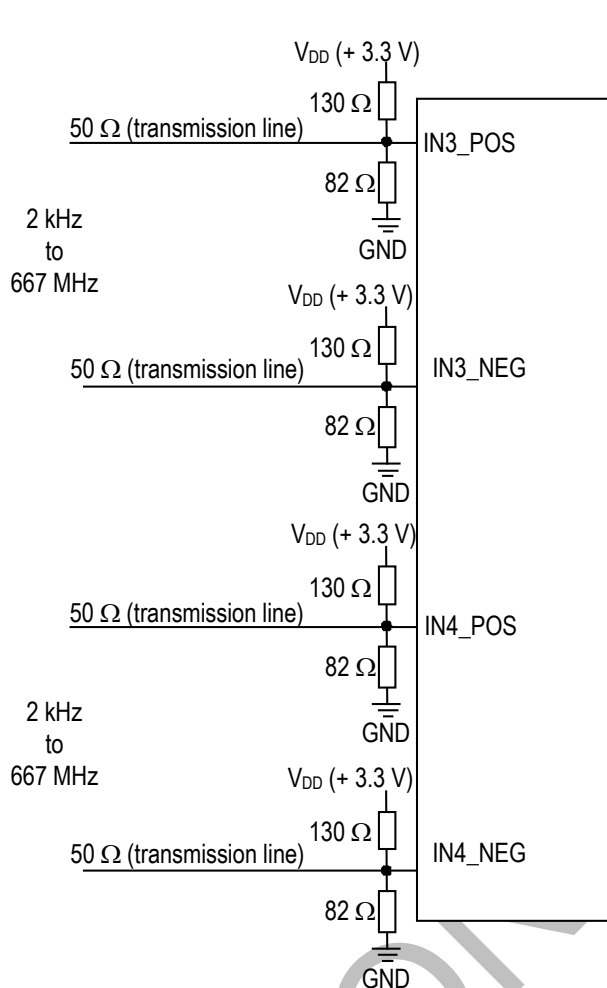 VDD (+ 3.3 V)
130 Ω
50 Ω (transmission line)
IN3_POS
82 Ω
GND
2 kHz
to
667 MHz
VDD (+ 3.3 V)
130 Ω
50 Ω (transmission line)
IN3_NEG
82 Ω
GND
VDD (+ 3.3 V)
130 Ω
50 Ω (transmission line)
IN4_POS
82 Ω
GND
2 kHz
to
667 MHz
VDD (+ 3.3 V)
130 Ω
50 Ω (transmission line)
IN4_NEG
82 Ω
GND